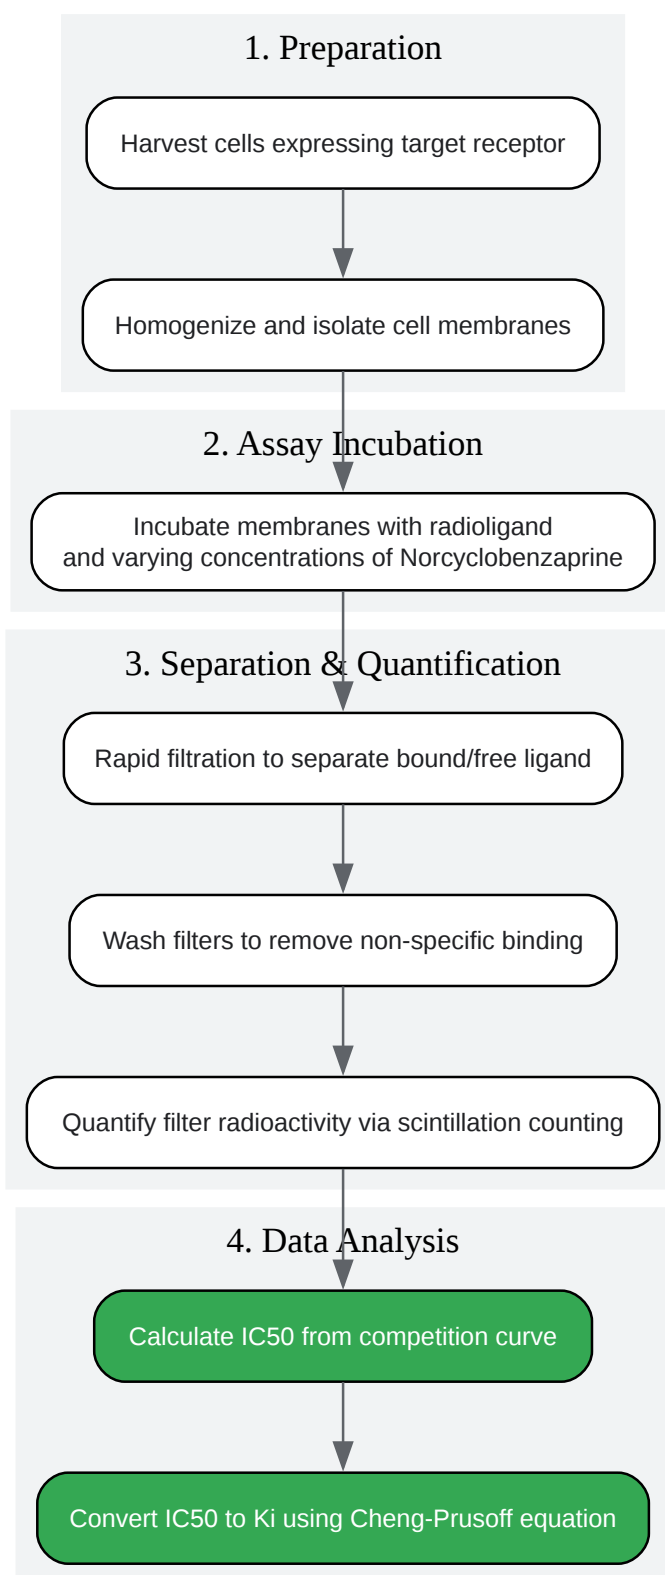 1. Preparation
Harvest cells expressing target receptor
Homogenize and isolate cell membranes
2. Assay Incubation
Incubate membranes with radioligand
and varying concentrations of Norcyclobenzaprine
3. Separation & Quantification
Rapid filtration to separate bound/free ligand
Wash filters to remove non-specific binding
Quantify filter radioactivity via scintillation counting
4. Data Analysis
Calculate IC50 from competition curve
Convert IC50 to Ki using Cheng-Prusoff equation